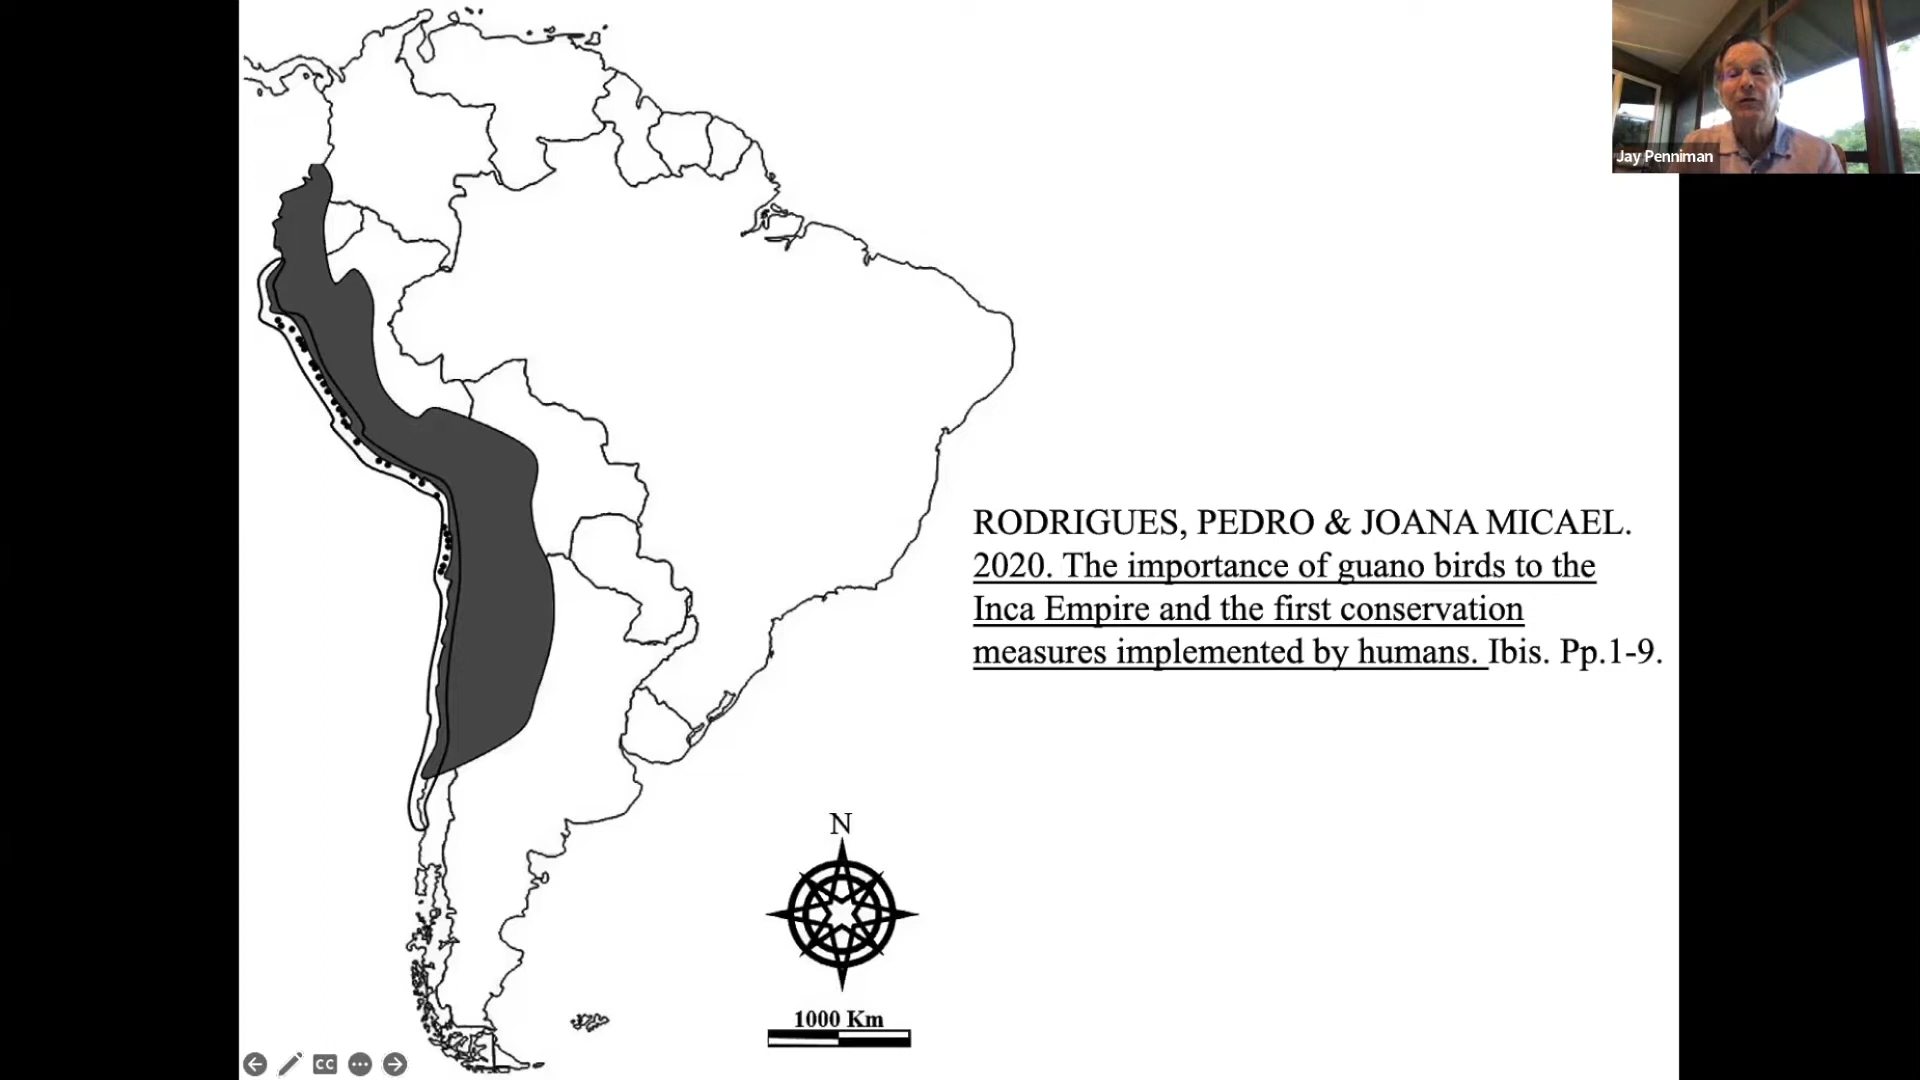 Jay Penniman
RODRIGUES, PEDRO & JOANA MICAEL.
2020. The importance of guano birds to the
Inca Empire and the first conservation
measures implemented by humans. Ibis. Pp.1-9.
N
1000 Km
CC